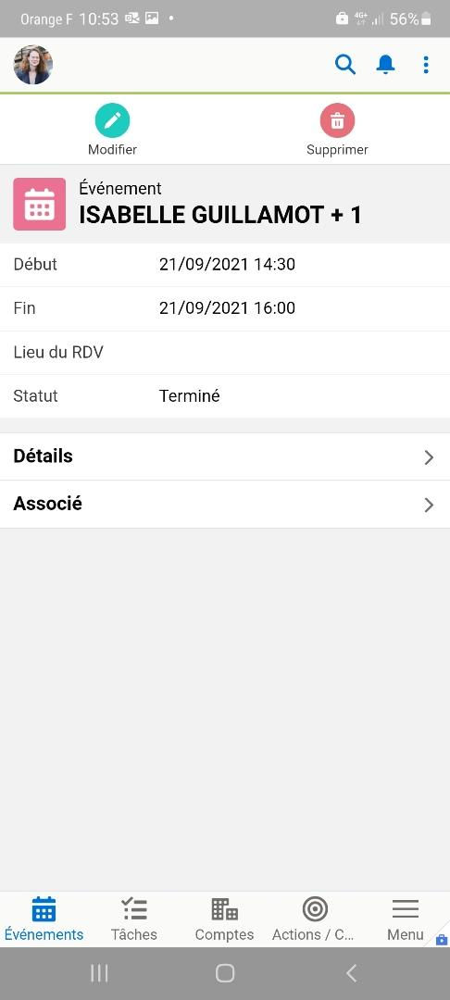 Orange F 10:53
4G+
56%
Modifier
Supprimer
Événement
ISABELLE GUILLAMOT + 1
Début 21/09/2021 14:30
Fin 21/09/2021 16:00
Lieu du RDV
Statut Terminé
Détails
Associé
Événements
Tâches
Comptes
Actions / C...
Menu